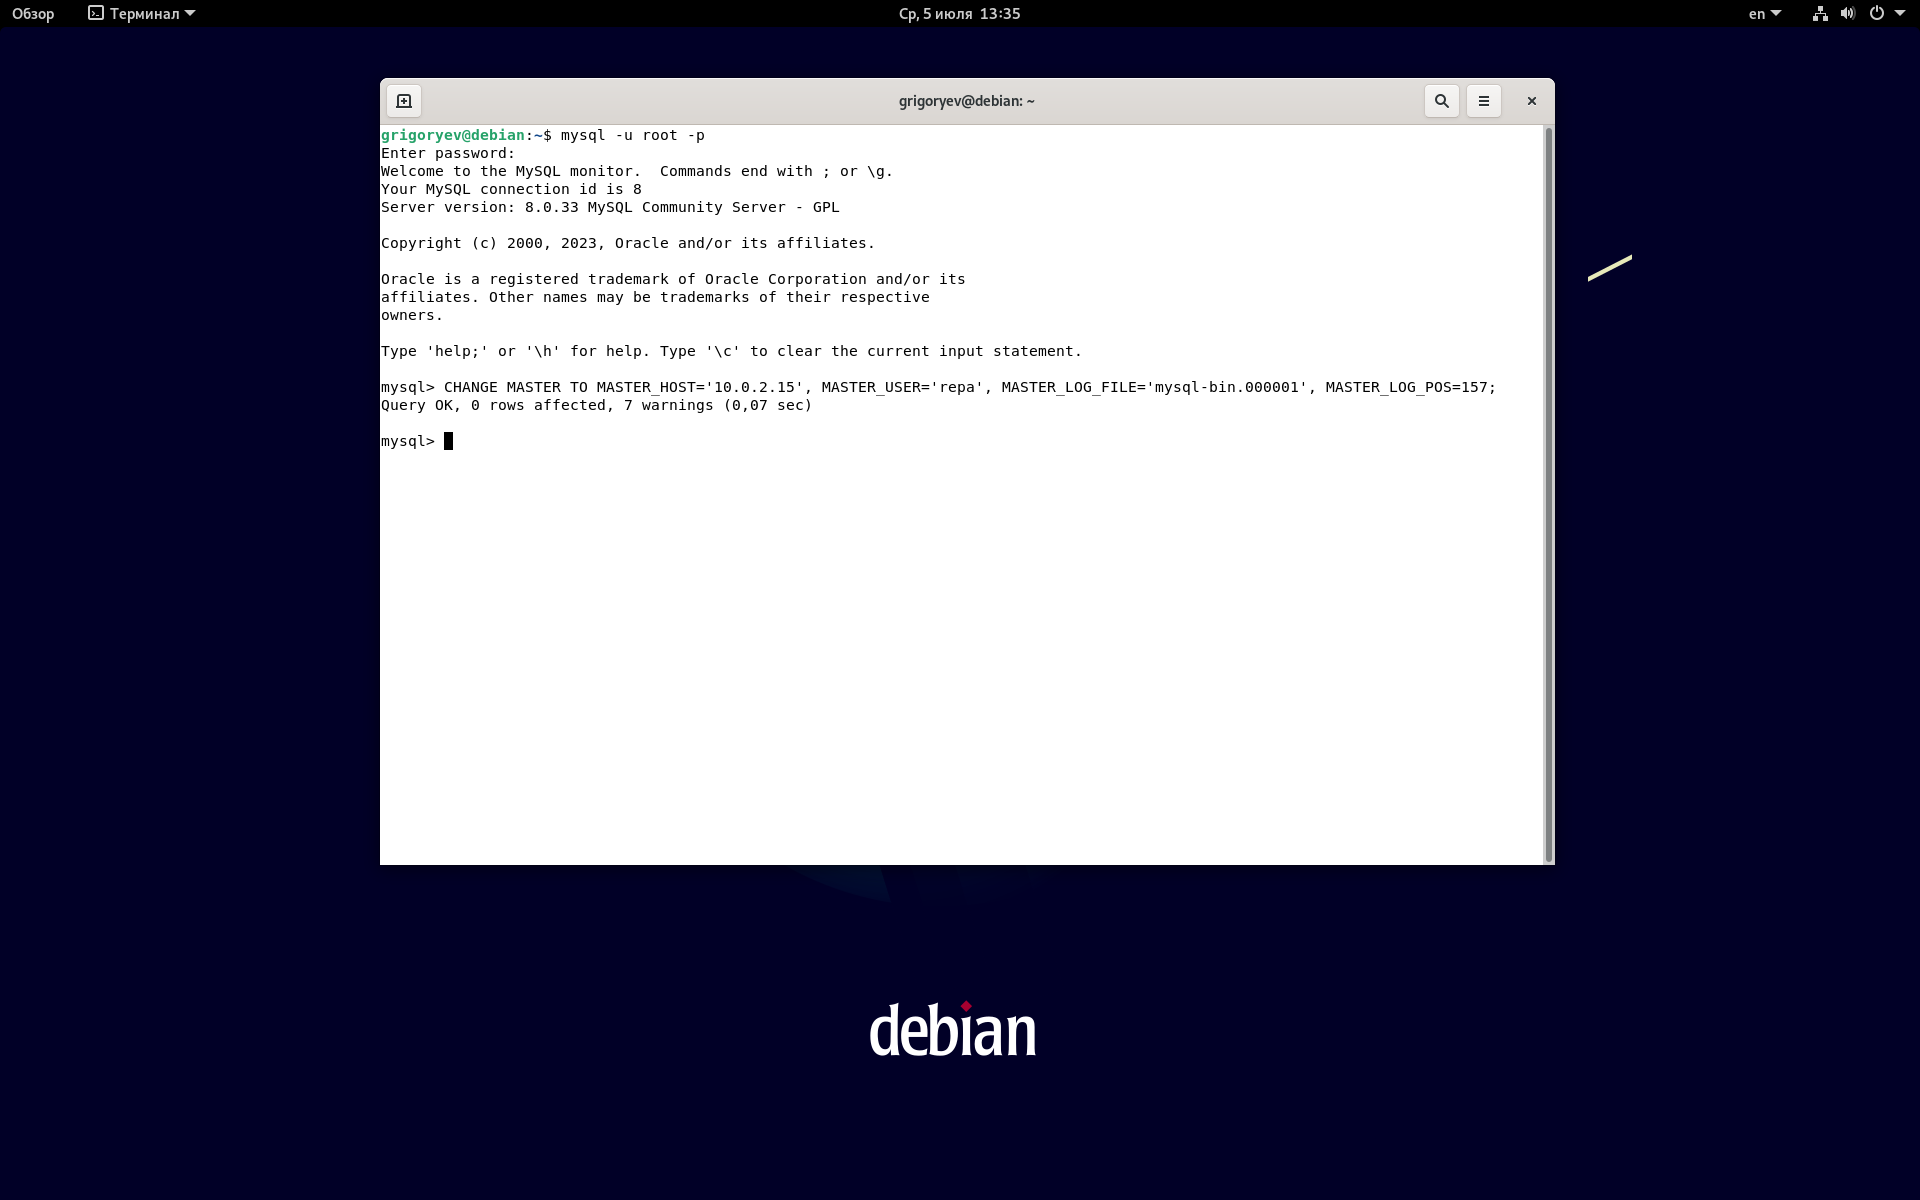 Обзор
Терминал
Ср, 5 июля 13:35
en
grigoryev@debian: ~
grigoryev@debian:~$ mysql -u root -p
Enter password:
Welcome to the MySQL monitor.  Commands end with ; or \g.
Your MySQL connection id is 8
Server version: 8.0.33 MySQL Community Server - GPL
Copyright (c) 2000, 2023, Oracle and/or its affiliates.
Oracle is a registered trademark of Oracle Corporation and/or its
affiliates. Other names may be trademarks of their respective
owners.
Type 'help;' or '\h' for help. Type '\c' to clear the current input statement.
mysql> CHANGE MASTER TO MASTER_HOST='10.0.2.15', MASTER_USER='repa', MASTER_LOG_FILE='mysql-bin.000001', MASTER_LOG_POS=157;
Query OK, 0 rows affected, 7 warnings (0,07 sec)
mysql>
debian